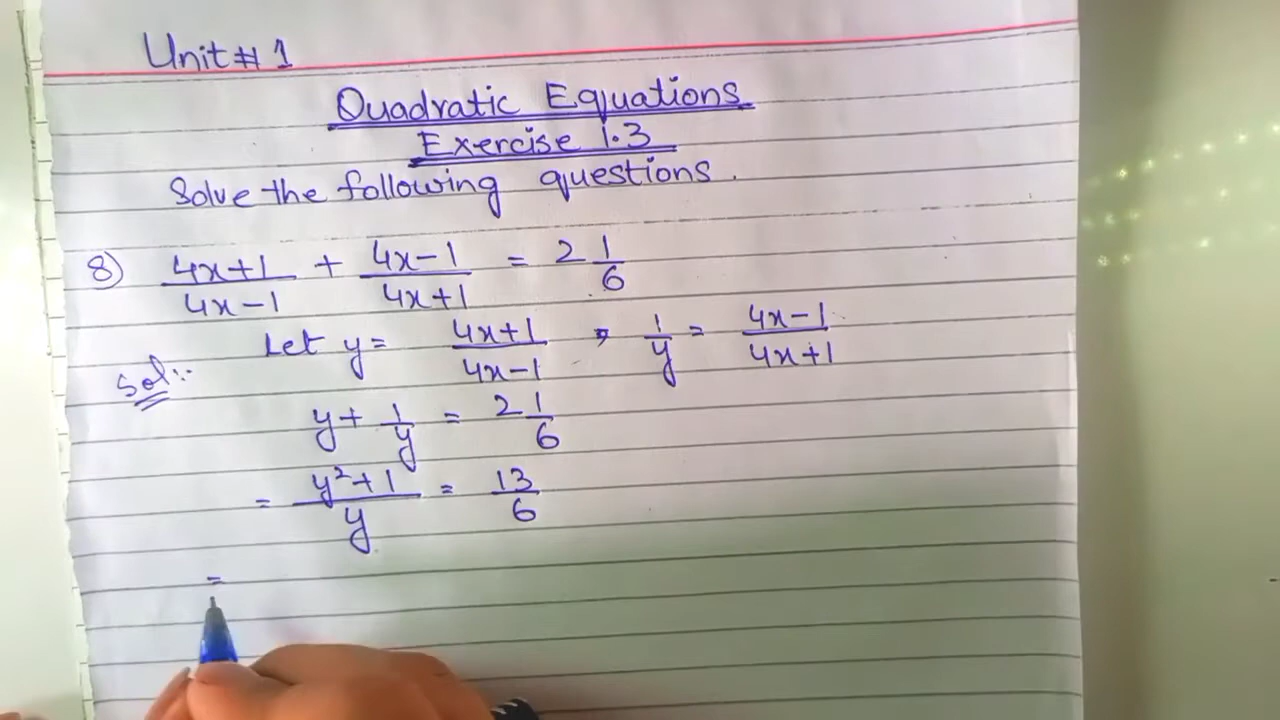 Unit # 1
Quadratic Equations
Exercise 1.3
Solve the following questions.
8) (4x+1)/(4x-1) + (4x-1)/(4x+1) = 2 1/6
Sol:- Let y = (4x+1)/(4x-1) , 1/y = (4x-1)/(4x+1)
y + 1/y = 2 1/6
= (y²+1)/y = 13/6
=